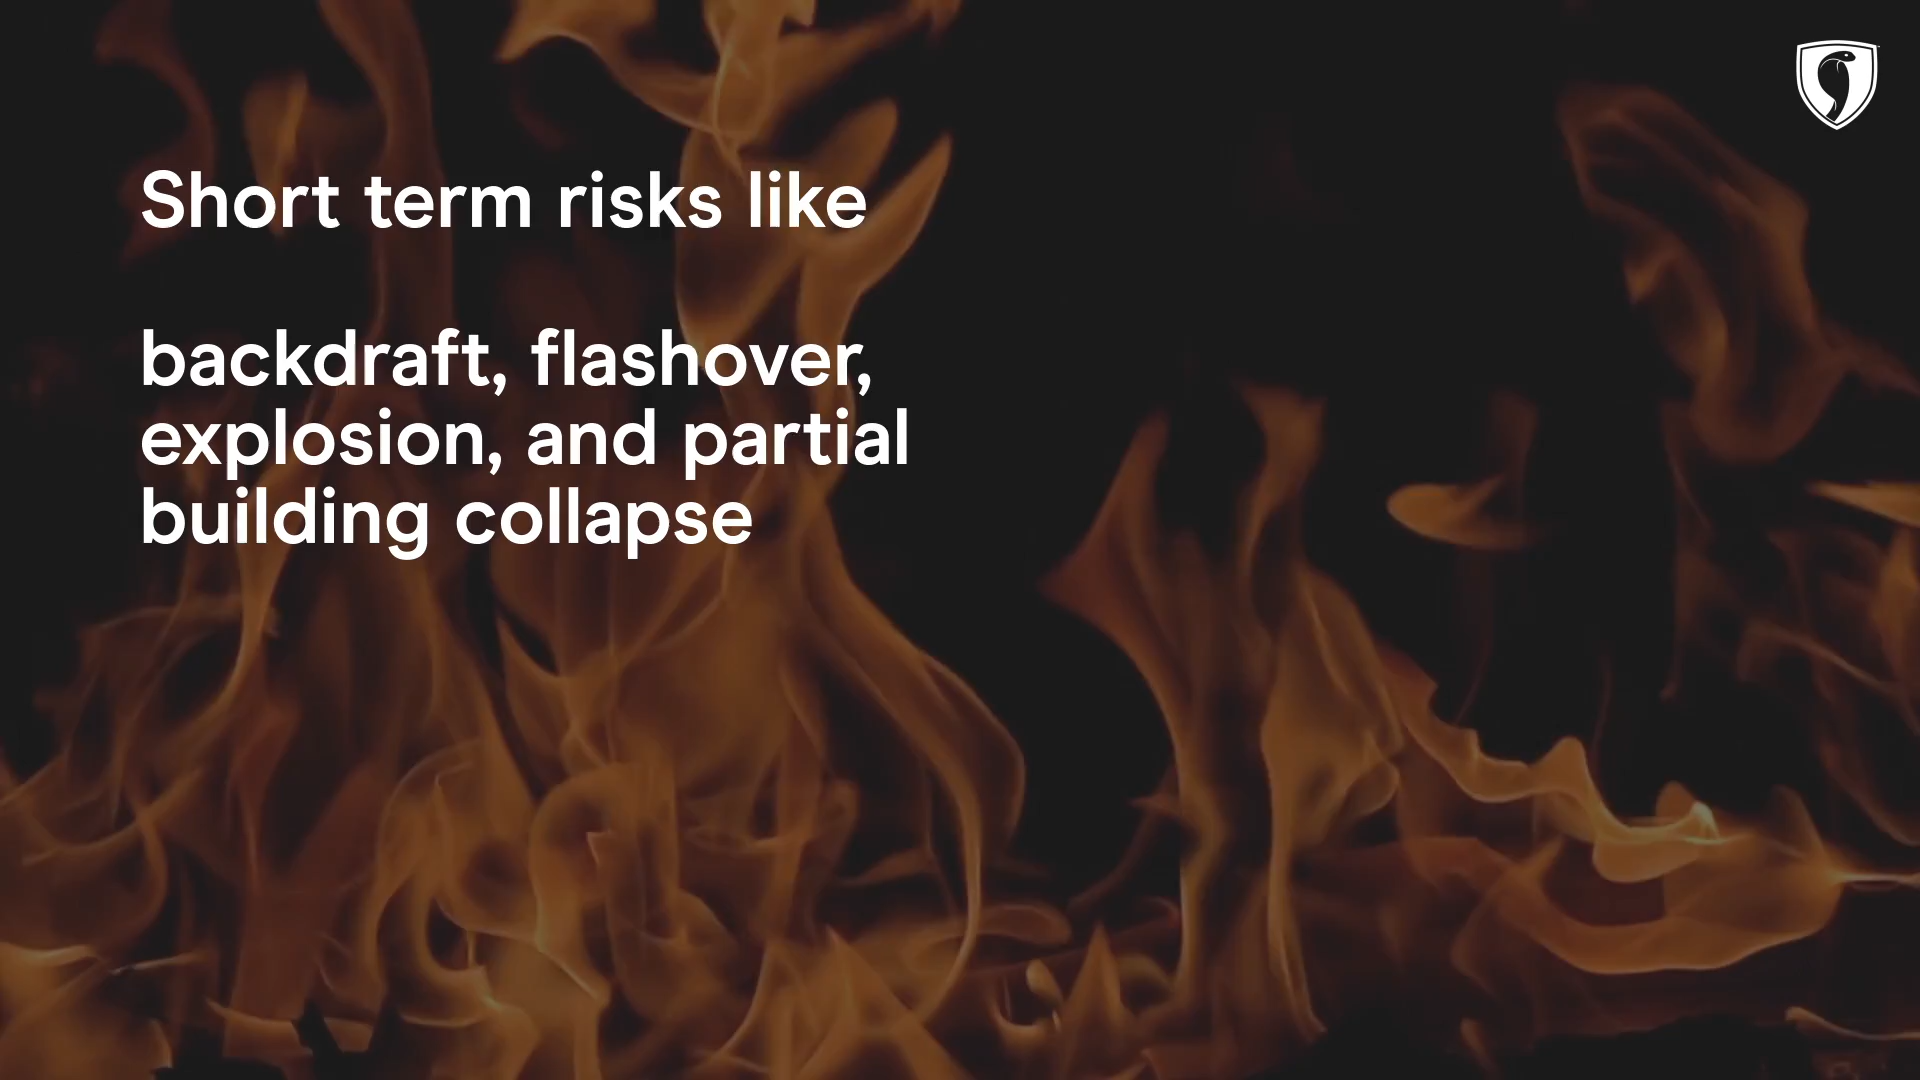 Short term risks like
backdraft, flashover,
explosion, and partial
building collapse